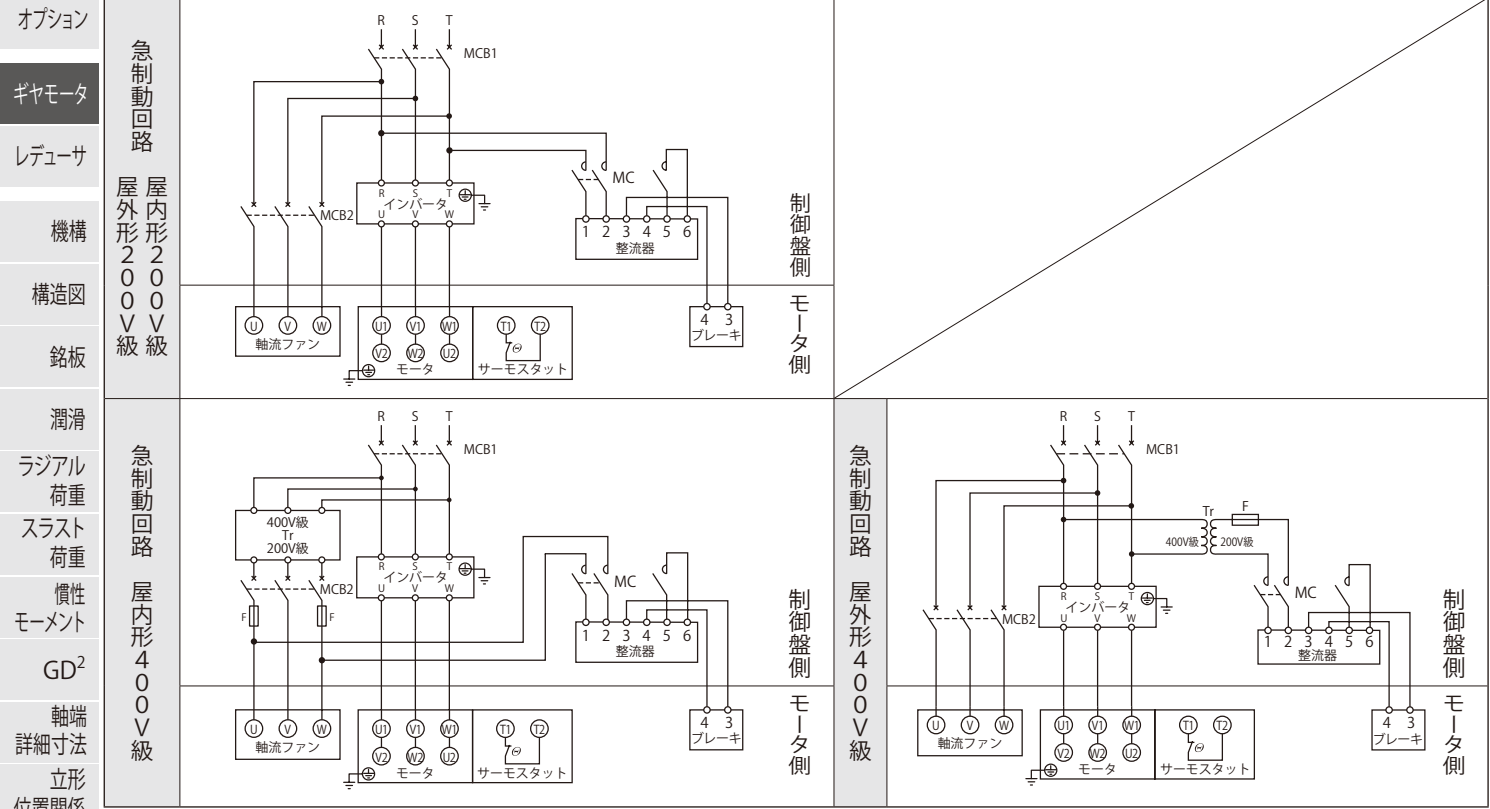 オプション
ギヤモータ
レデューサ
機構
構造図
銘板
潤滑
ラジアル
荷重
スラスト
荷重
慣性
モーメント
GD2
軸端
詳細寸法
立形
位置関係
急制動回路 屋内形200V級
屋外形200V級
R S T
MCB1
MC
R S T
インバータ
U V W
MCB2
1 2 3 4 5 6
整流器
制御盤側
モータ側
U V W
軸流ファン
U1 V1 W1
V2 W2 U2
モータ
T1 T2
Θ
サーモスタット
4 3
ブレーキ
急制動回路 屋内形400V級
R S T
MCB1
400V級
Tr
200V級
R S T
インバータ
U V W
MCB2
F F
MC
1 2 3 4 5 6
整流器
制御盤側
モータ側
U V W
軸流ファン
U1 V1 W1
V2 W2 U2
モータ
T1 T2
Θ
サーモスタット
4 3
ブレーキ
急制動回路 屋外形400V級
R S T
MCB1
Tr F
400V級 200V級
R S T
インバータ
U V W
MCB2
MC
1 2 3 4 5 6
整流器
制御盤側
モータ側
U V W
軸流ファン
U1 V1 W1
V2 W2 U2
モータ
T1 T2
Θ
サーモスタット
4 3
ブレーキ